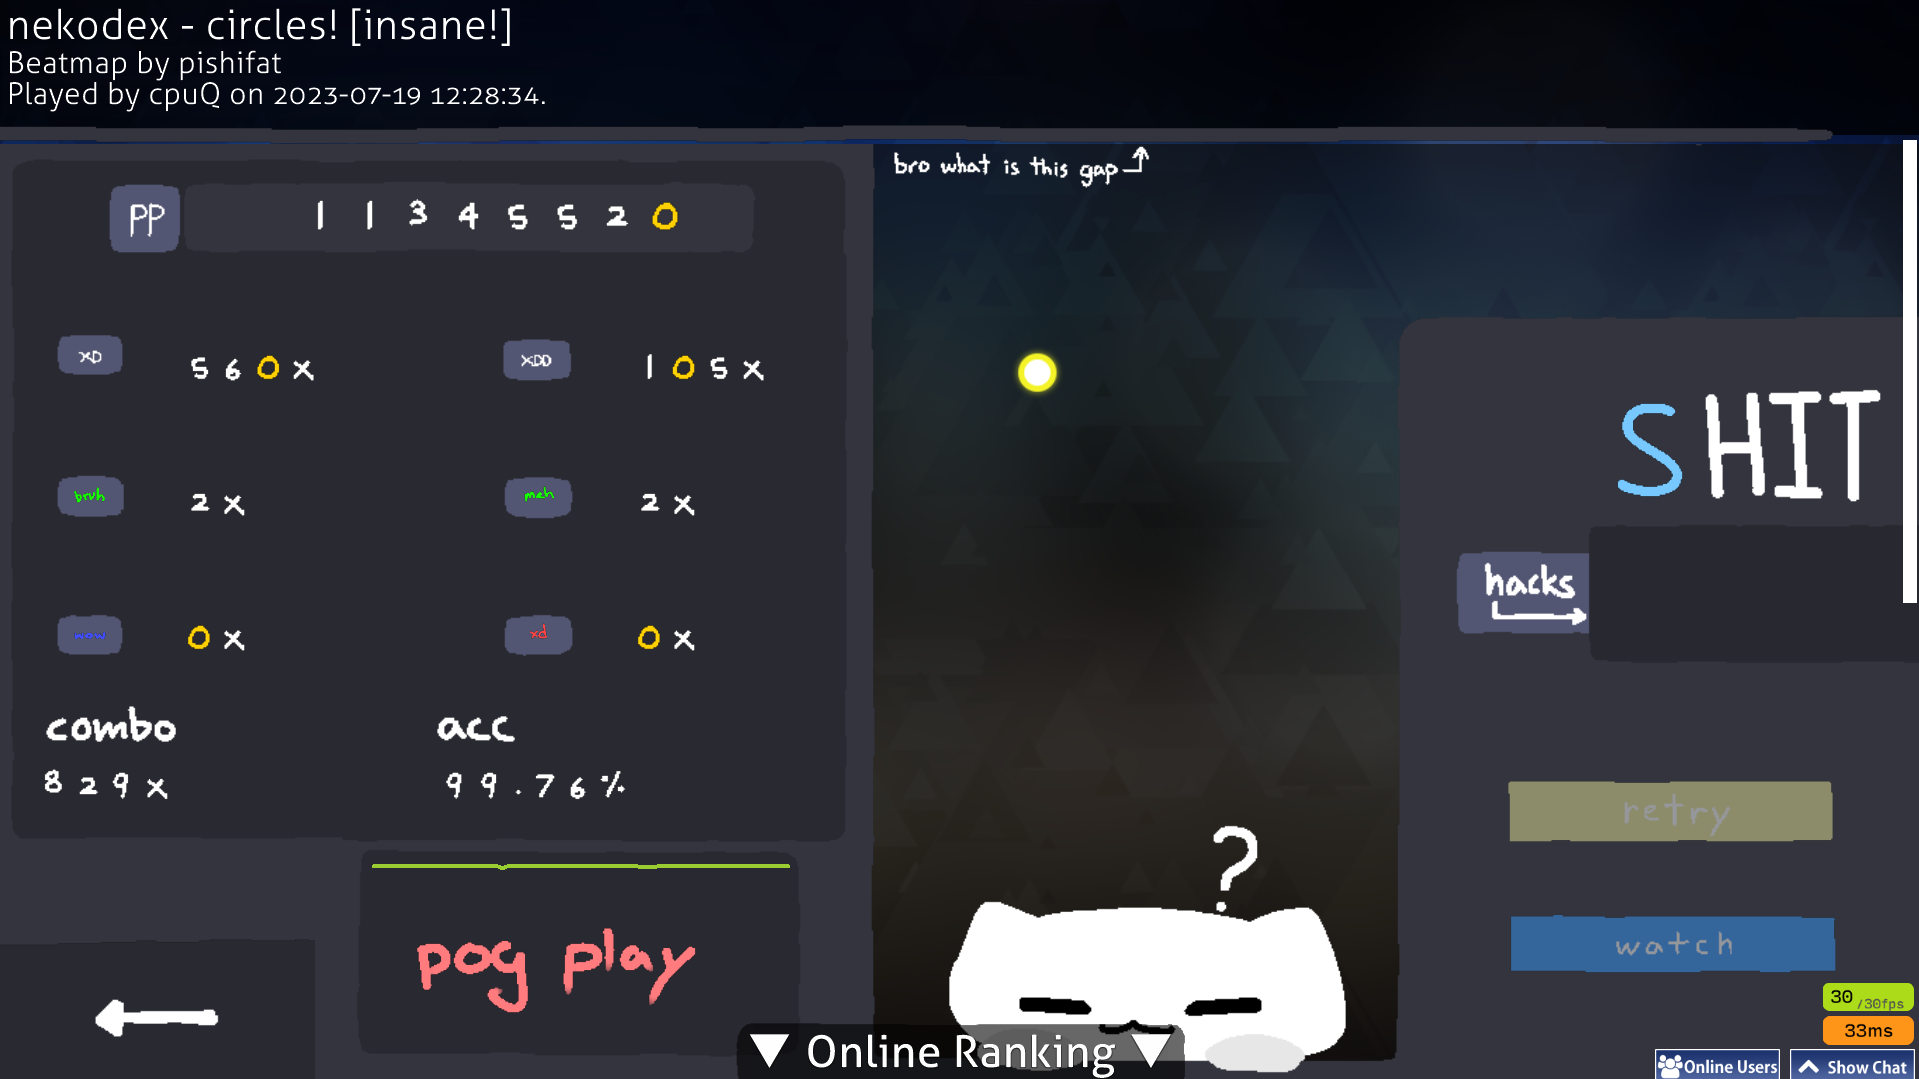 nekodex - circles! [insane!]
Beatmap by pishifat
Played by cpuQ on 2023-07-19 12:28:34.
bro what is this gap
PP 11345520
XD 560x XDD 105x
bruh 2x meh 2x
0x xd 0x
combo acc
829x 99.76%
pog play
SHIT
hacks
retry
watch
?
30/30fps
33ms
▼ Online Ranking ▼
Online Users Show Chat